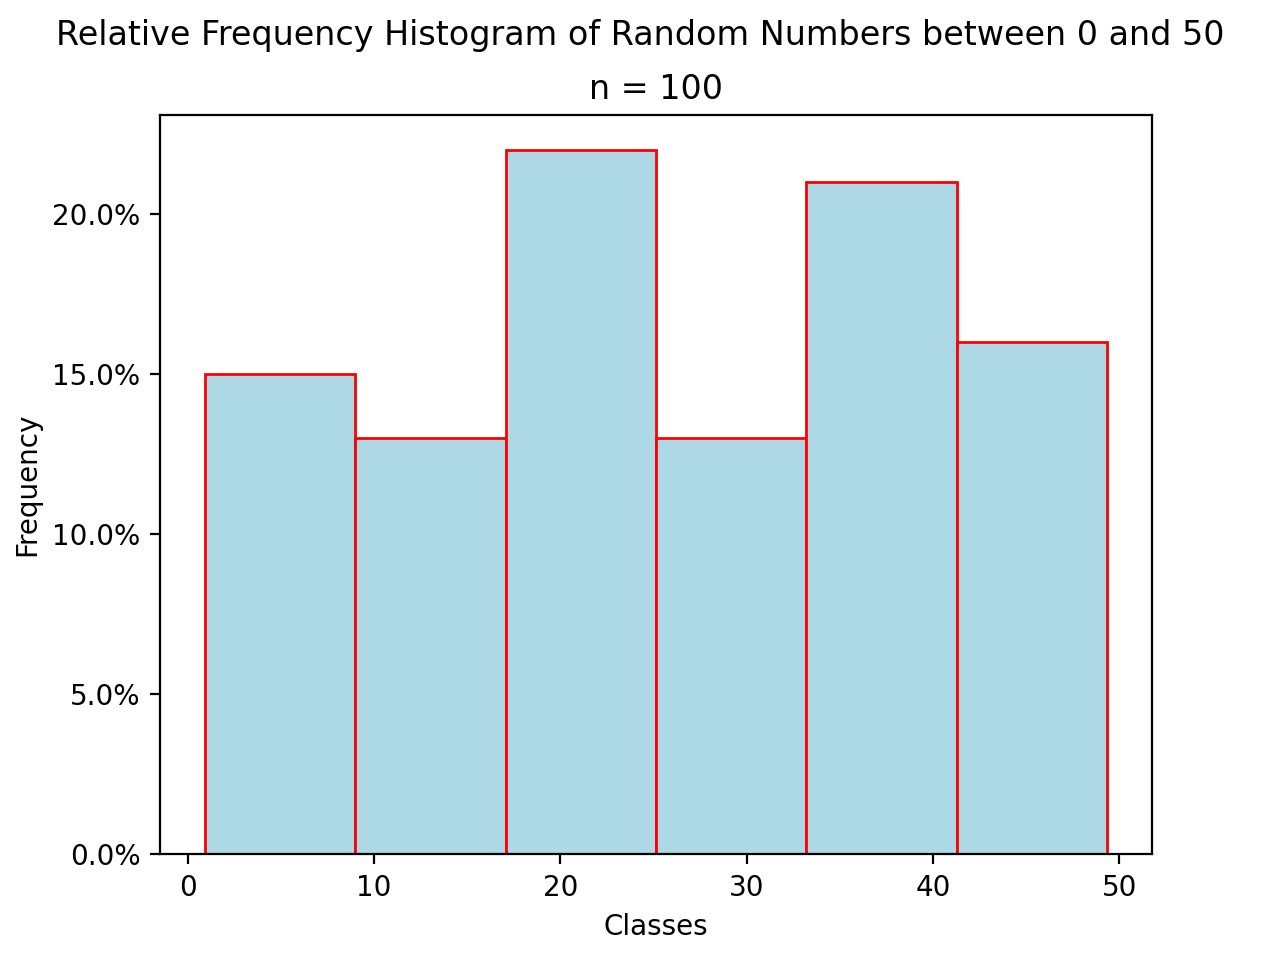 Relative Frequency Histogram of Random Numbers between 0 and 50
n = 100
20.0%
15.0%
10.0%
5.0%
0.0%
Frequency
0 10 20 30 40 50
Classes